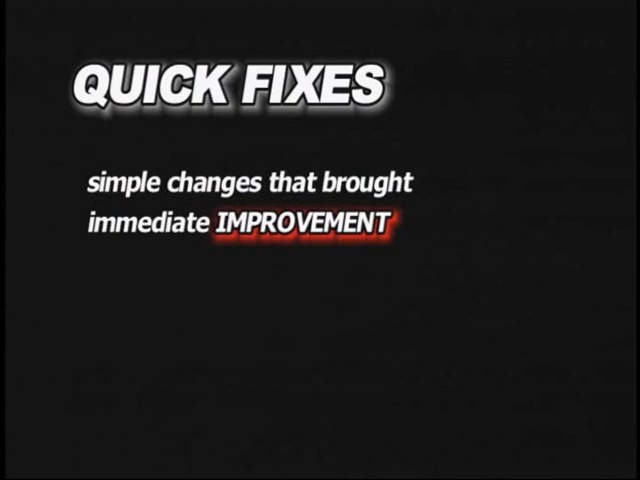 QUICK FIXES
simple changes that brought
immediate IMPROVEMENT